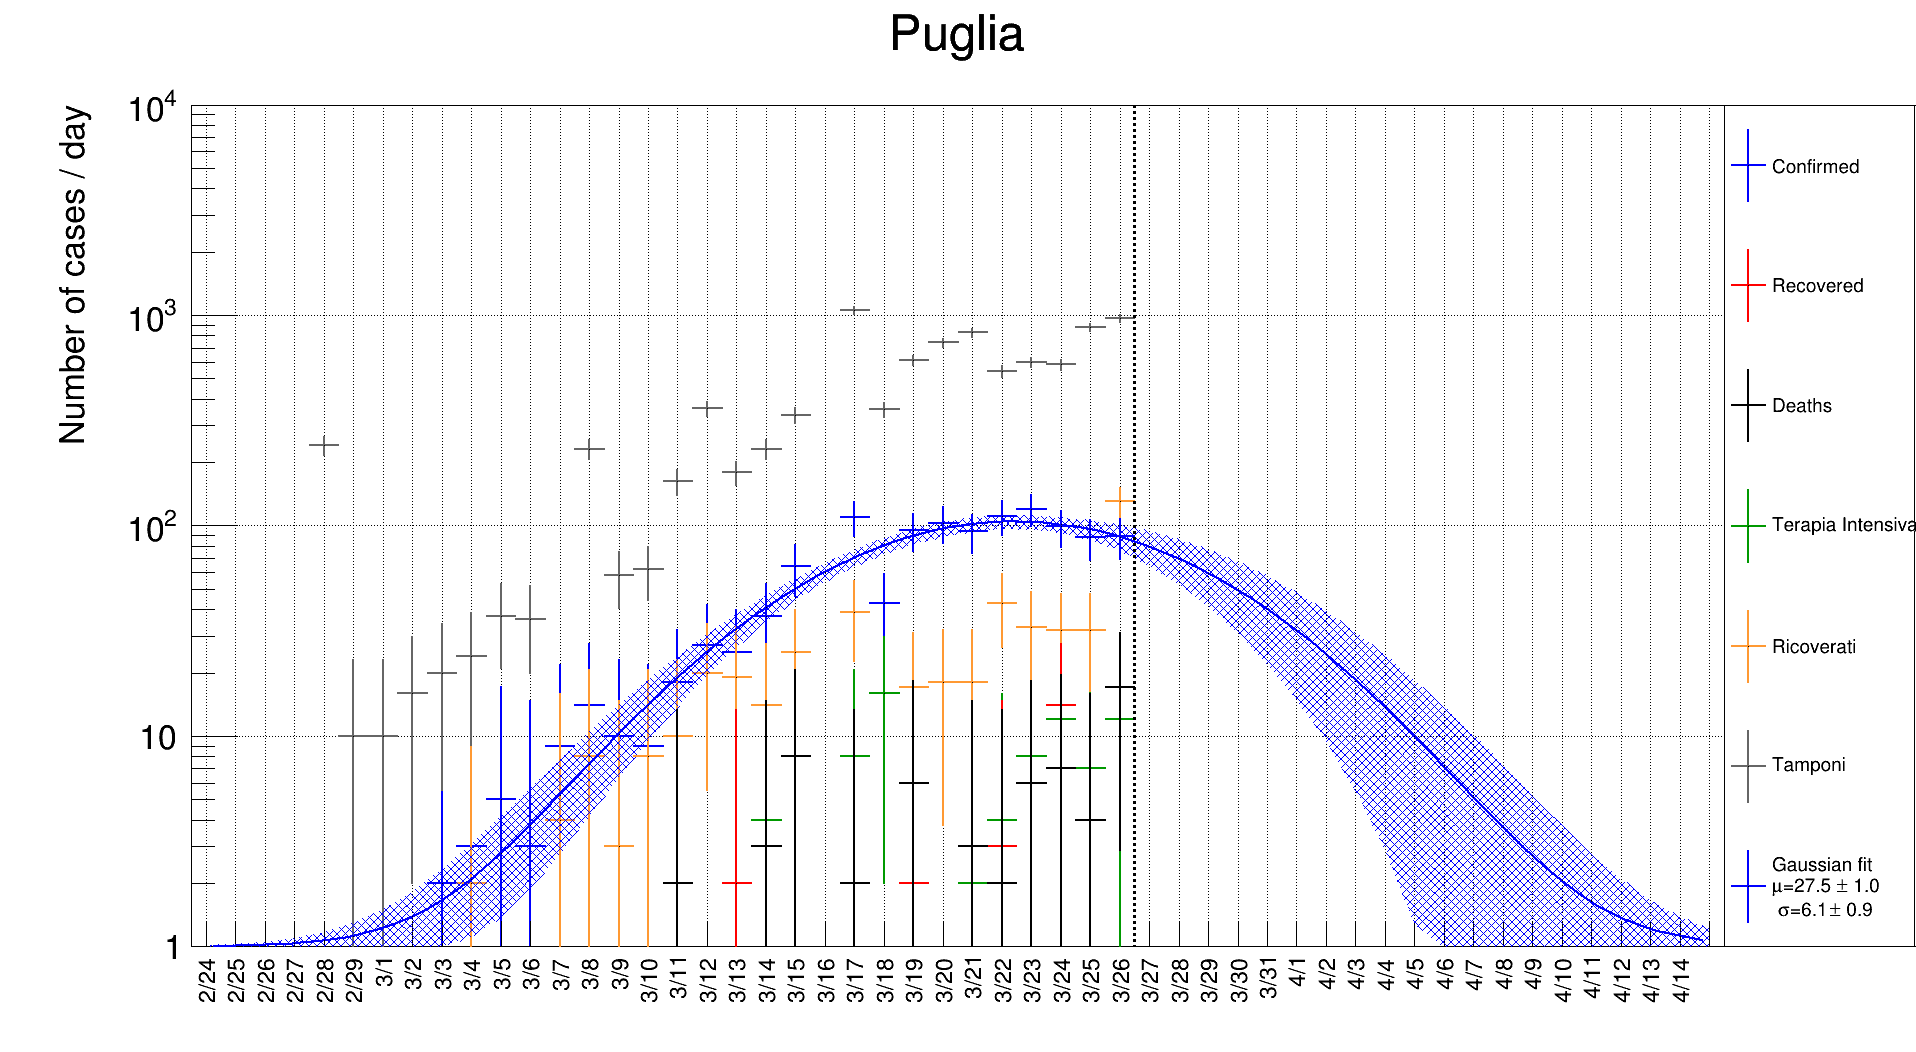 Puglia
Number of cases / day
10^4
10^3
10^2
10
1
2/24 2/25 2/26 2/27 2/28 2/29 3/1 3/2 3/3 3/4 3/5 3/6 3/7 3/8 3/9 3/10 3/11 3/12 3/13 3/14 3/15 3/16 3/17 3/18 3/19 3/20 3/21 3/22 3/23 3/24 3/25 3/26 3/27 3/28 3/29 3/30 3/31 4/1 4/2 4/3 4/4 4/5 4/6 4/7 4/8 4/9 4/10 4/11 4/12 4/13 4/14
Confirmed
Recovered
Deaths
Terapia Intensiva
Ricoverati
Tamponi
Gaussian fit
μ=27.5 ± 1.0
σ=6.1± 0.9